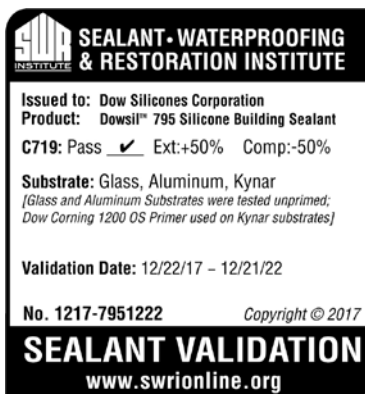 SWR
INSTITUTE
SEALANT • WATERPROOFING
& RESTORATION INSTITUTE
Issued to: Dow Silicones Corporation
Product: Dowsil™ 795 Silicone Building Sealant
C719: Pass ✔ Ext:+50% Comp:-50%
Substrate: Glass, Aluminum, Kynar
[Glass and Aluminum Substrates were tested unprimed;
Dow Corning 1200 OS Primer used on Kynar substrates]
Validation Date: 12/22/17 – 12/21/22
No. 1217-7951222 Copyright © 2017
SEALANT VALIDATION
www.swrionline.org